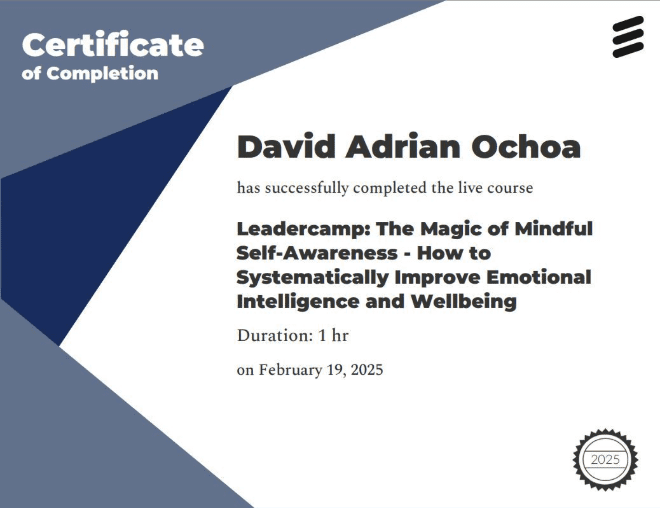 Certificate
of Completion
David Adrian Ochoa
has successfully completed the live course
Leadercamp: The Magic of Mindful
Self-Awareness - How to
Systematically Improve Emotional
Intelligence and Wellbeing
Duration: 1 hr
on February 19, 2025
2025